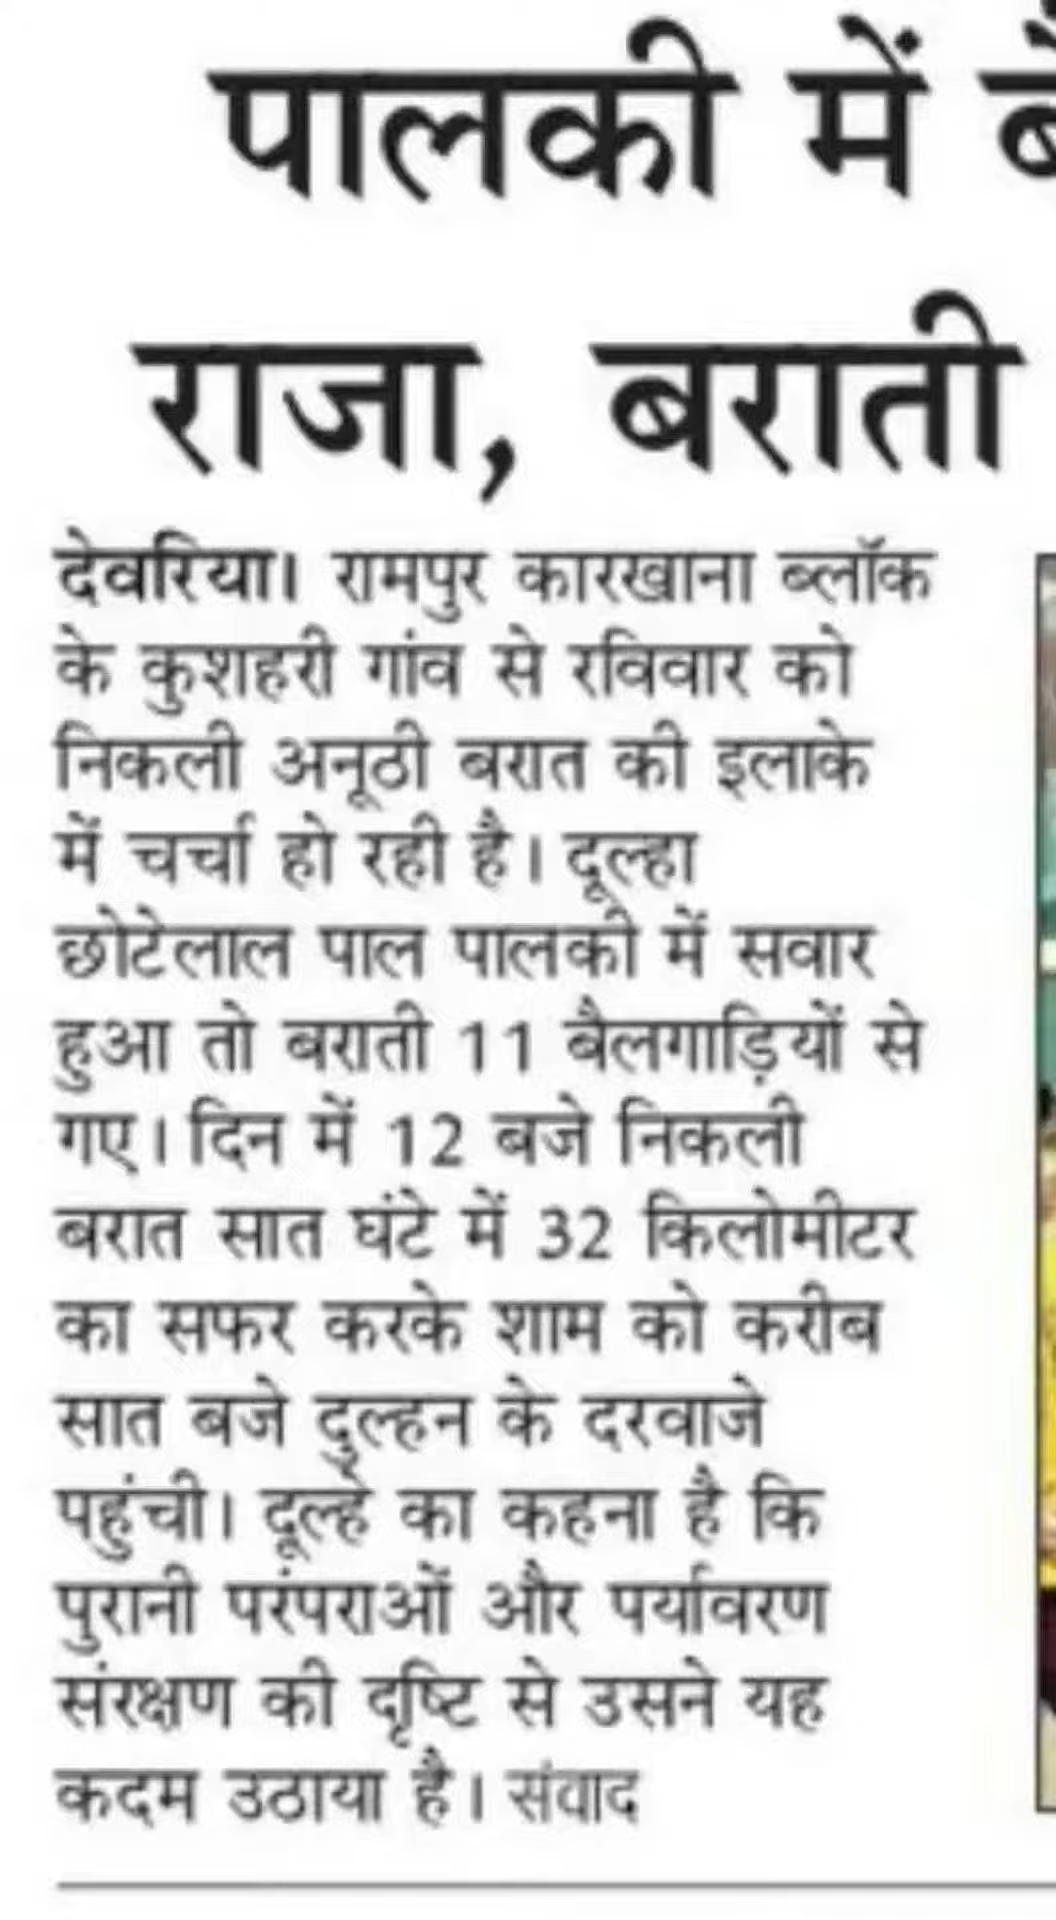 पालकी में
राजा, बराती
देवरिया। रामपुर कारखाना ब्लॉक
के कुशहरी गांव से रविवार को
निकली अनूठी बरात की इलाके
में चर्चा हो रही है। दूल्हा
छोटेलाल पाल पालकी में सवार
हुआ तो बराती 11 बैलगाड़ियों से
गए। दिन में 12 बजे निकली
बरात सात घंटे में 32 किलोमीटर
का सफर करके शाम को करीब
सात बजे दुल्हन के दरवाजे
पहुंची। दूल्हे का कहना है कि
पुरानी परंपराओं और पर्यावरण
संरक्षण की दृष्टि से उसने यह
कदम उठाया है। संवाद